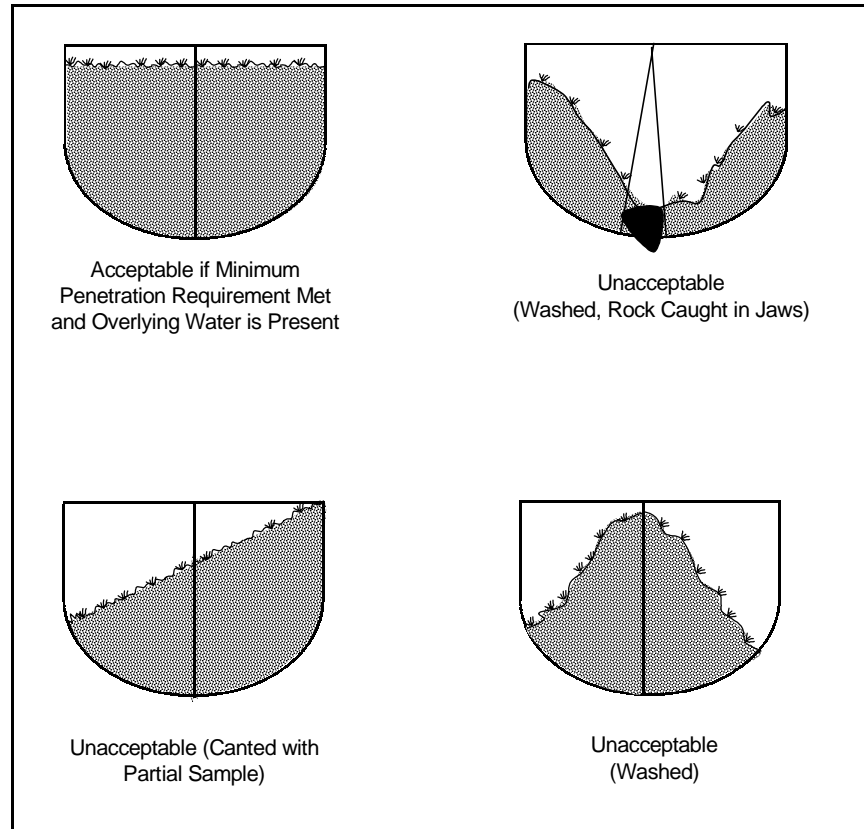 Acceptable if Minimum
Penetration Requirement Met
and Overlying Water is Present
Unacceptable
(Washed, Rock Caught in Jaws)
Unacceptable (Canted with
Partial Sample)
Unacceptable
(Washed)